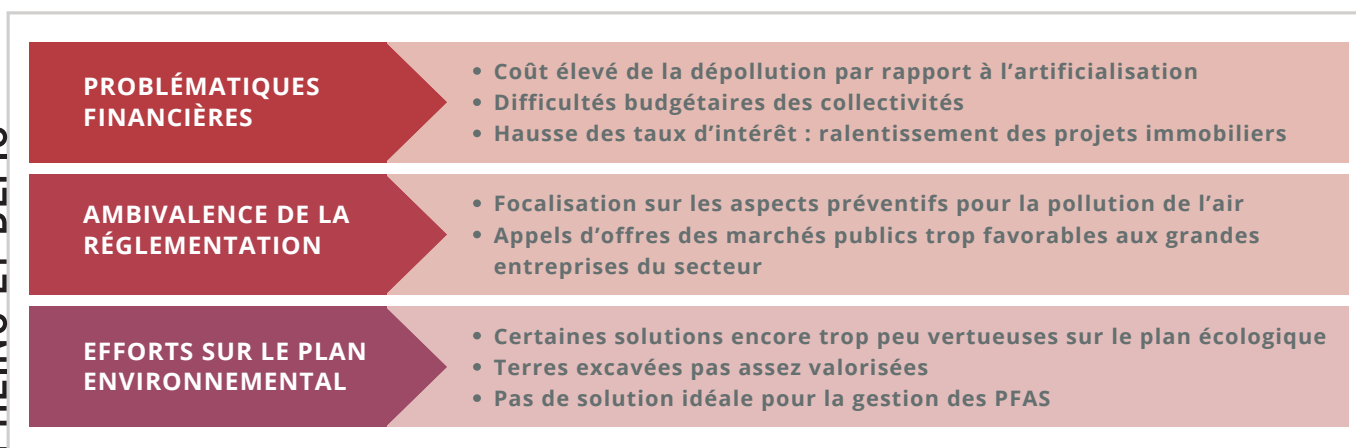 PROBLÉMATIQUES
FINANCIÈRES
• Coût élevé de la dépollution par rapport à l’artificialisation
• Difficultés budgétaires des collectivités
• Hausse des taux d’intérêt : ralentissement des projets immobiliers
AMBIVALENCE DE LA
RÉGLEMENTATION
• Focalisation sur les aspects préventifs pour la pollution de l’air
• Appels d’offres des marchés publics trop favorables aux grandes
entreprises du secteur
EFFORTS SUR LE PLAN
ENVIRONNEMENTAL
• Certaines solutions encore trop peu vertueuses sur le plan écologique
• Terres excavées pas assez valorisées
• Pas de solution idéale pour la gestion des PFAS